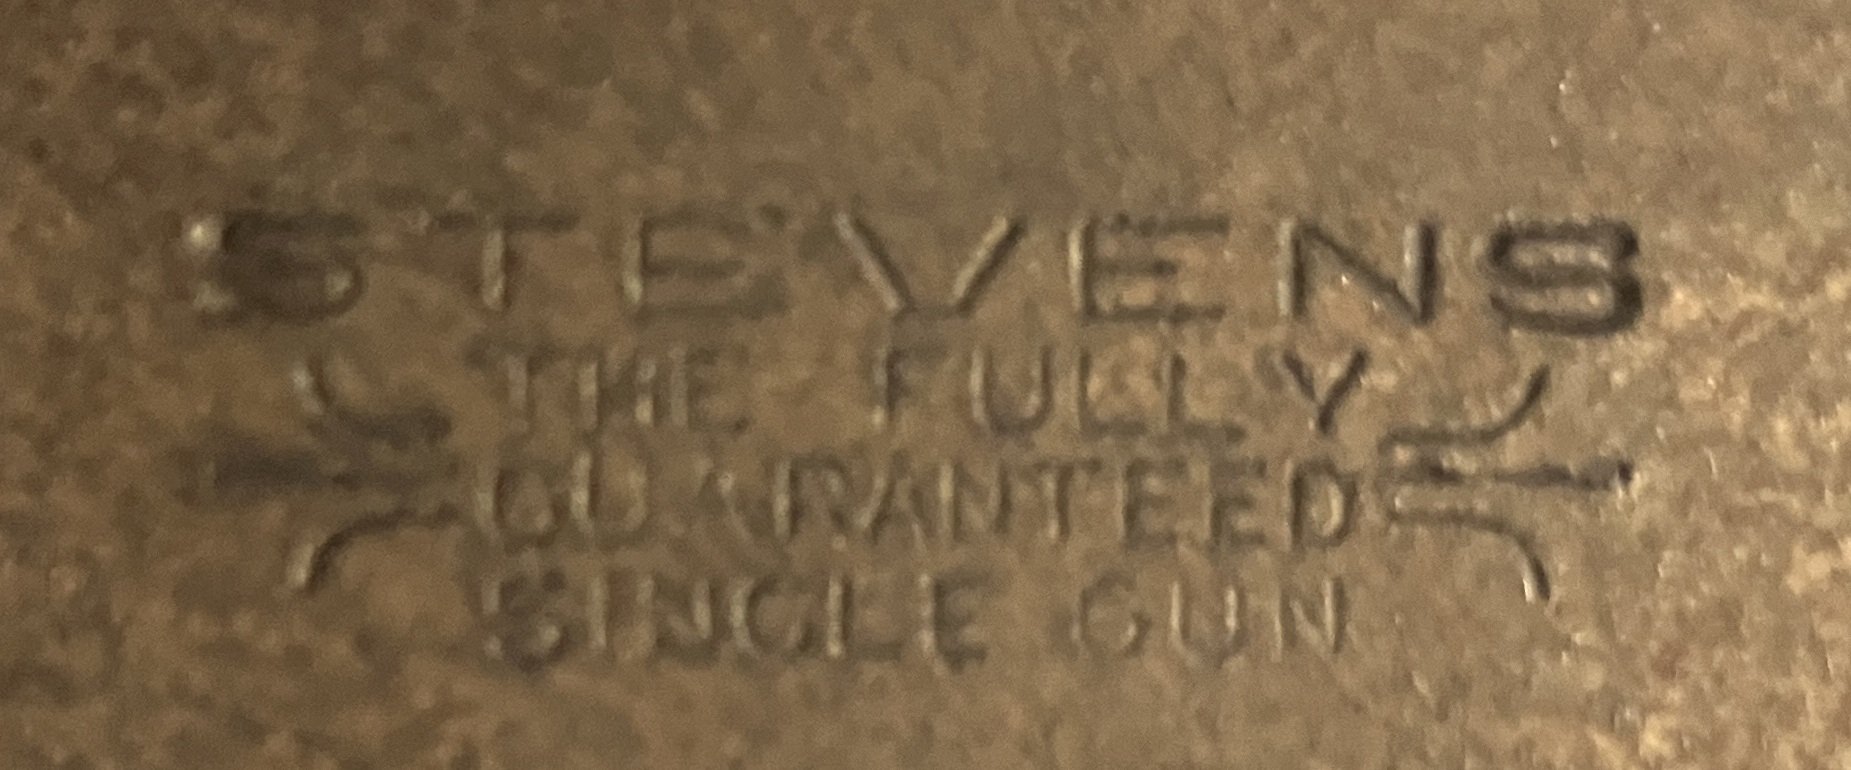 STEVENS
THE FULLY
GUARANTEED
SINGLE GUN